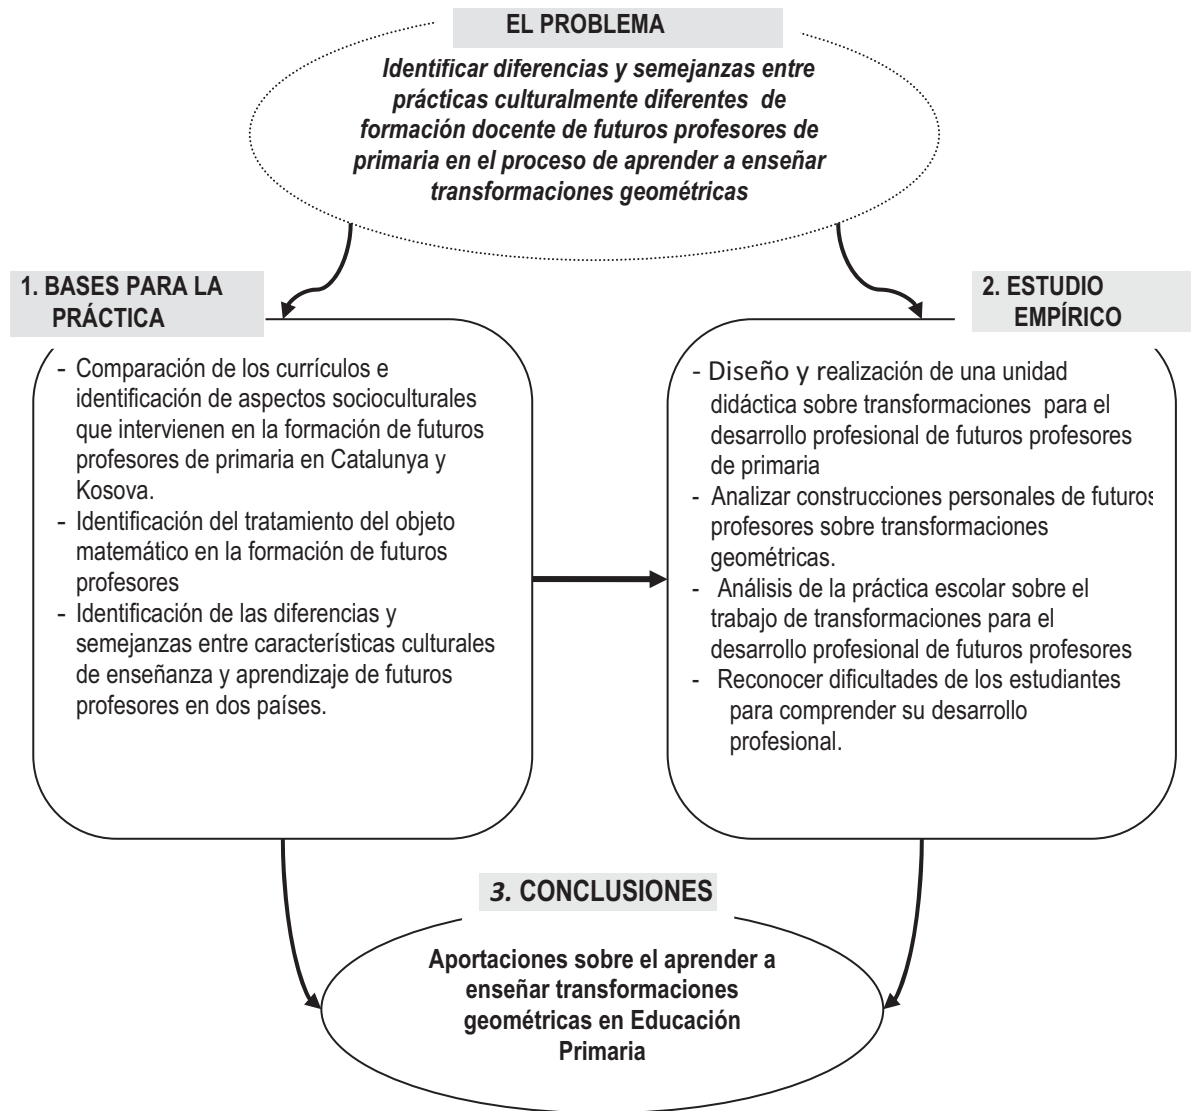 EL PROBLEMA
Identificar diferencias y semejanzas entre
prácticas culturalmente diferentes de
formación docente de futuros profesores de
primaria en el proceso de aprender a enseñar
transformaciones geométricas
1. BASES PARA LA
PRÁCTICA
- Comparación de los currículos e
identificación de aspectos socioculturales
que intervienen en la formación de futuros
profesores de primaria en Catalunya y
Kosova.
- Identificación del tratamiento del objeto
matemático en la formación de futuros
profesores
- Identificación de las diferencias y
semejanzas entre características culturales
de enseñanza y aprendizaje de futuros
profesores en dos países.
2. ESTUDIO
EMPÍRICO
- Diseño y realización de una unidad
didáctica sobre transformaciones para el
desarrollo profesional de futuros profesores
de primaria
- Analizar construcciones personales de futuros
profesores sobre transformaciones
geométricas.
- Análisis de la práctica escolar sobre el
trabajo de transformaciones para el
desarrollo profesional de futuros profesores
- Reconocer dificultades de los estudiantes
para comprender su desarrollo
profesional.
3. CONCLUSIONES
Aportaciones sobre el aprender a
enseñar transformaciones
geométricas en Educación
Primaria